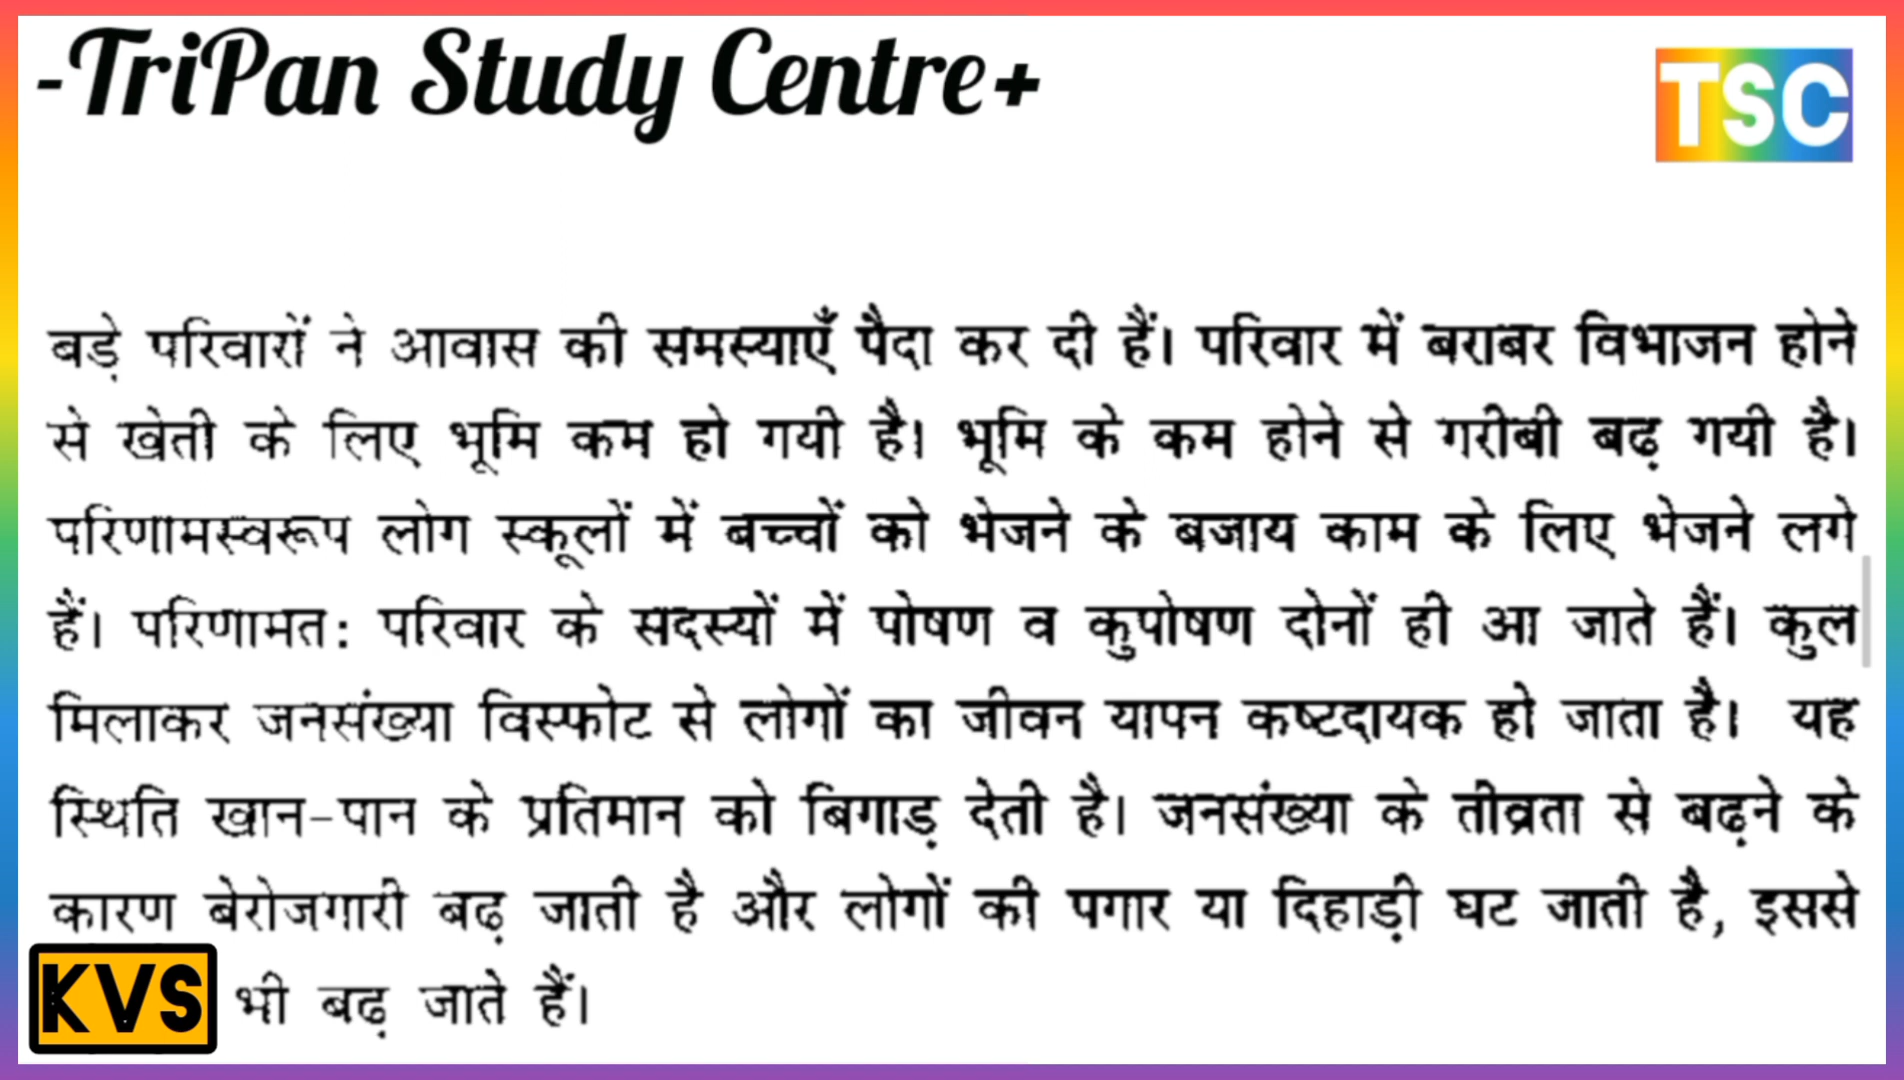 -TriPan Study Centre+
TSC
बड़े परिवारों ने आवास की समस्याएँ पैदा कर दी हैं। परिवार में बराबर विभाजन होने
से खेती के लिए भूमि कम हो गयी है। भूमि के कम होने से गरीबी बढ़ गयी है।
परिणामस्वरूप लोग स्कूलों में बच्चों को भेजने के बजाय काम के लिए भेजने लगे
हैं। परिणामत: परिवार के सदस्यों में पोषण व कुपोषण दोनों ही आ जाते हैं। कुल
मिलाकर जनसंख्या विस्फोट से लोगों का जीवन यापन कष्टदायक हो जाता है। यह
स्थिति खान-पान के प्रतिमान को बिगाड़ देती है। जनसंख्या के तीव्रता से बढ़ने के
कारण बेरोजगारी बढ़ जाती है और लोगों की पगार या दिहाड़ी घट जाती है, इससे
KVS भी बढ़ जाते हैं।